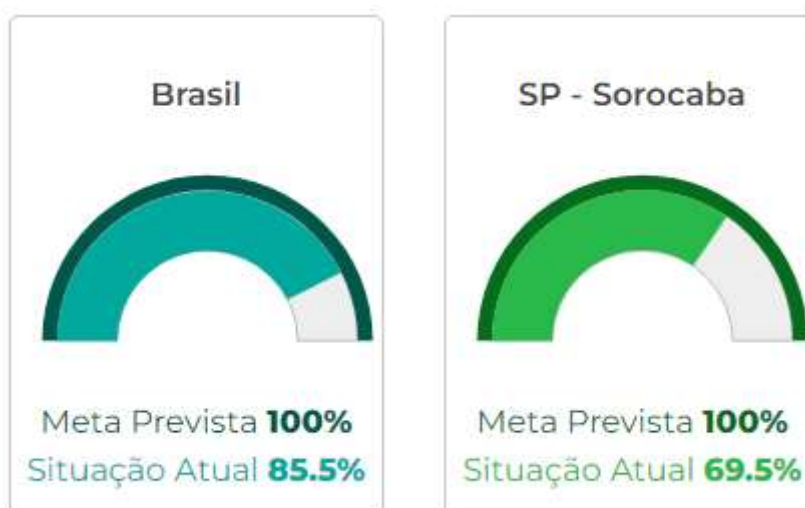 Brasil
Meta Prevista 100%
Situação Atual 85.5%
SP - Sorocaba
Meta Prevista 100%
Situação Atual 69.5%